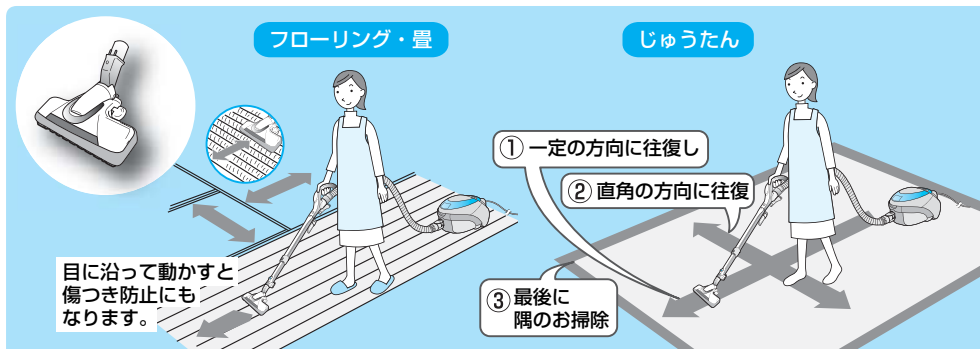 フローリング・畳
目に沿って動かすと
傷つき防止にも
なります。
じゅうたん
① 一定の方向に往復し
② 直角の方向に往復
③ 最後に
隅のお掃除